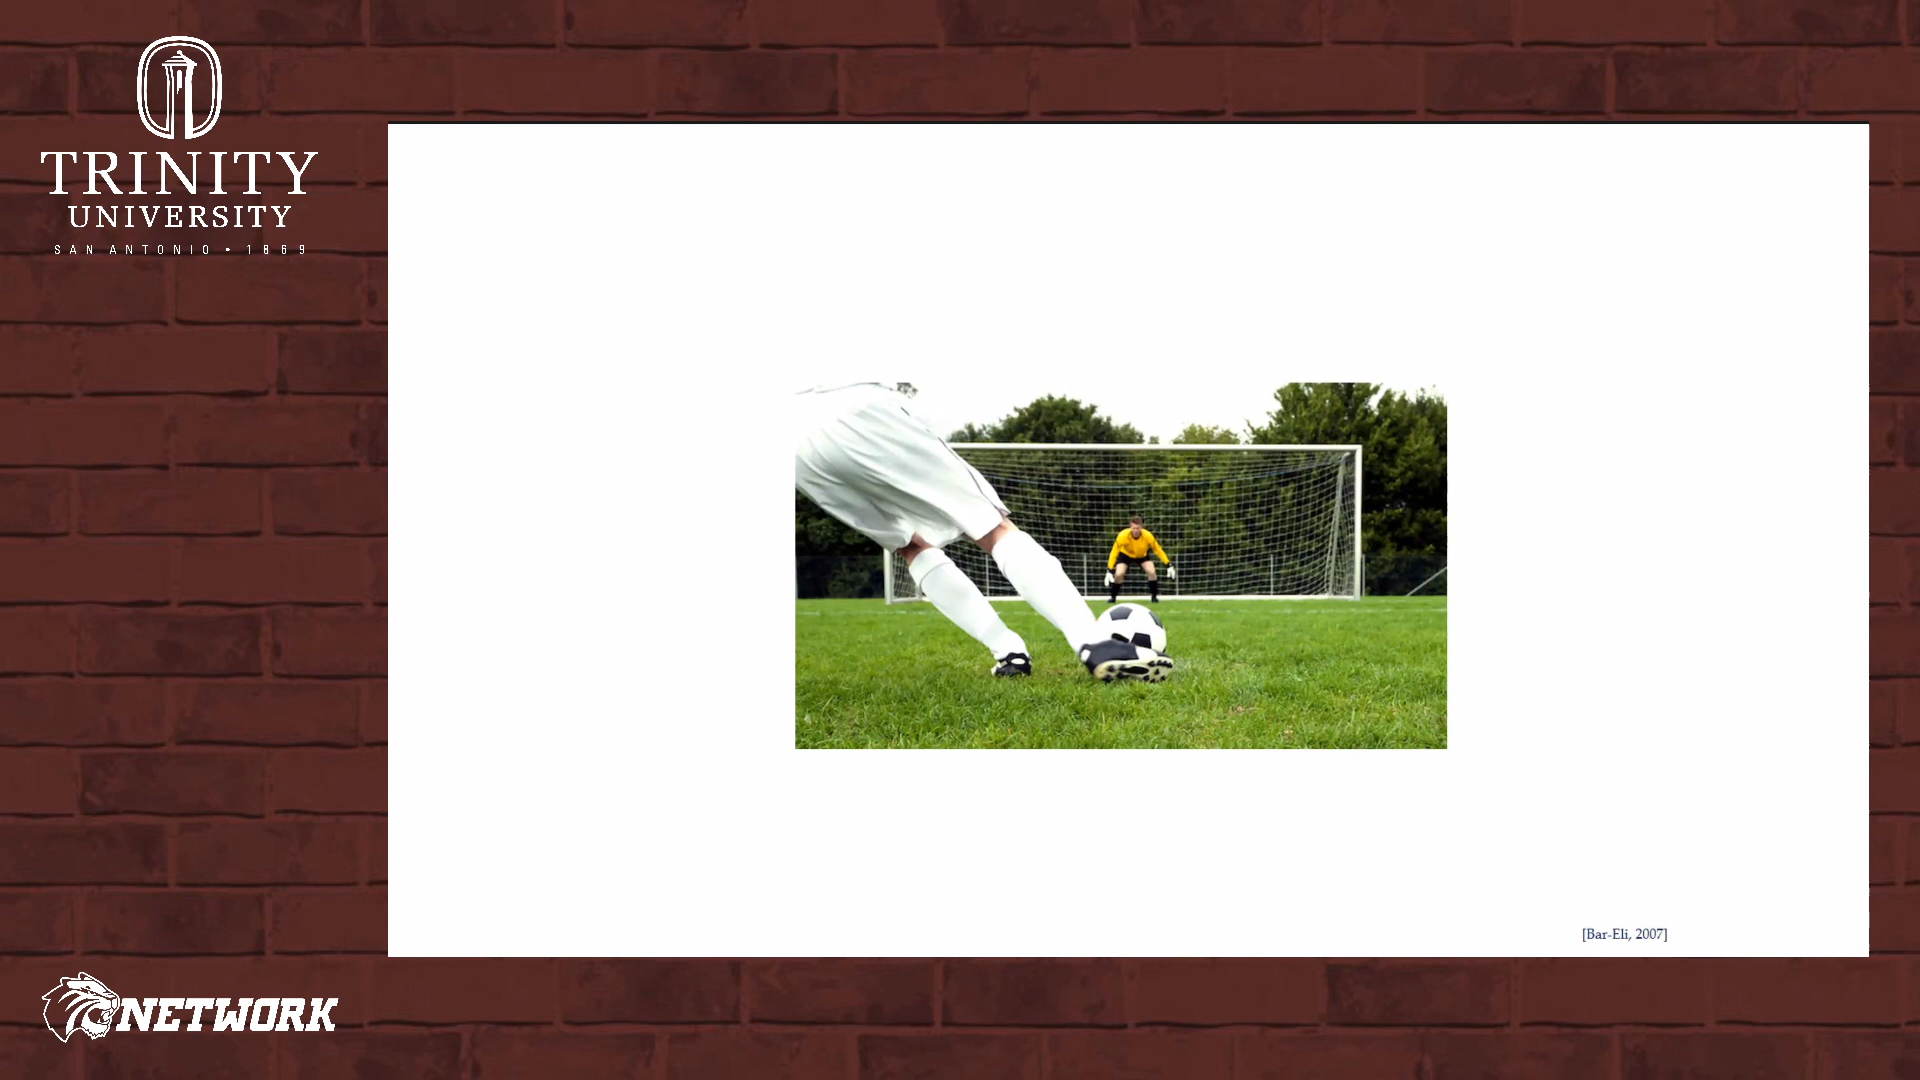 TRINITY
UNIVERSITY
SAN ANTONIO • 1869
[Bar-Eli, 2007]
NETWORK